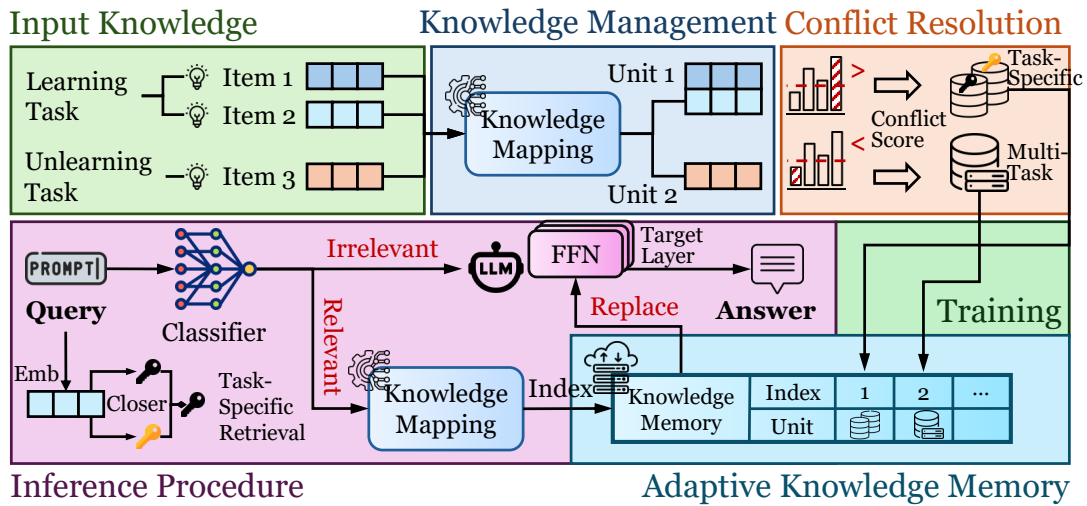 Input Knowledge
Knowledge Management
Conflict Resolution
Learning
Task
Item 1
Item 2
Unlearning
Task
Item 3
Knowledge
Mapping
Unit 1
Unit 2
>
<
Conflict
Score
Task-
Specific
Multi-
Task
PROMPT
Query
Classifier
Irrelevant
Relevant
LLM
FFN
Target
Layer
Answer
Replace
Training
Emb
Closer
Task-
Specific
Retrieval
Knowledge
Mapping
Index
Knowledge
Memory
Index
1
2
...
Unit
Inference Procedure
Adaptive Knowledge Memory